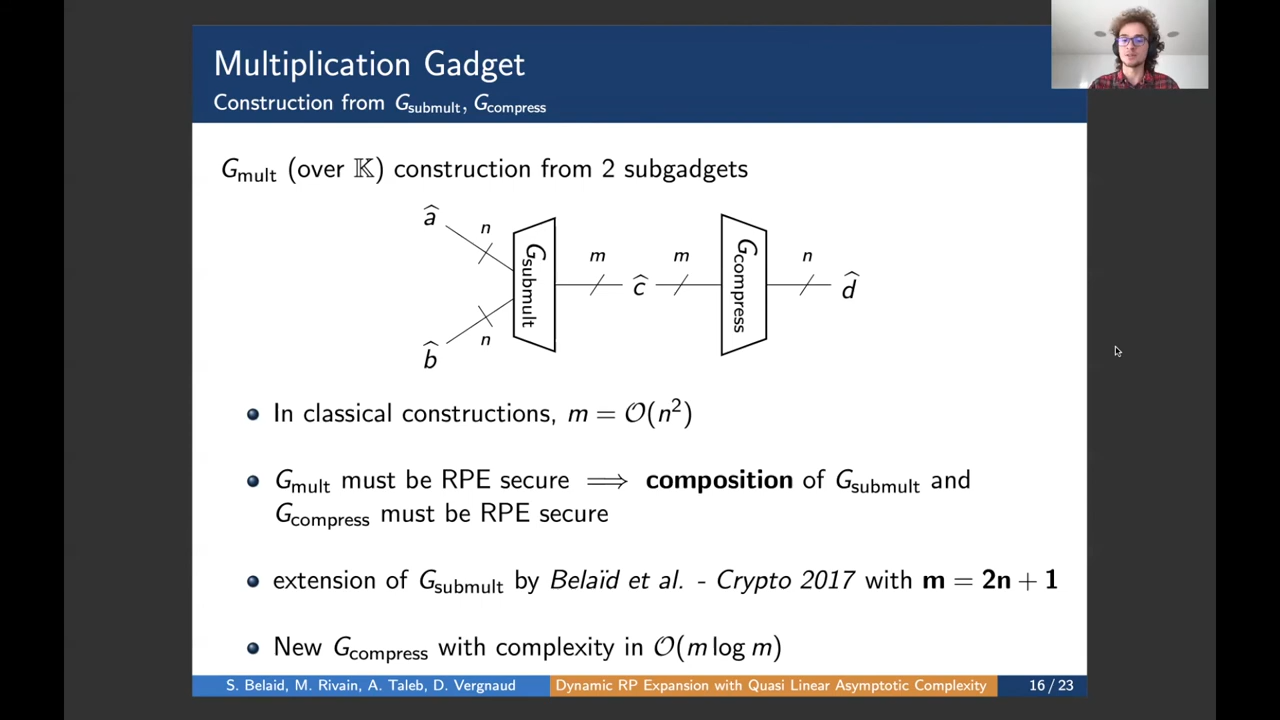 Multiplication Gadget
Construction from G_submult, G_compress
G_mult (over 𝕂) construction from 2 subgadgets
â n
G_submult
m ĉ m
G_compress
n d̂
b̂ n
• In classical constructions, m = 𝒪(n²)
• G_mult must be RPE secure ⟹ composition of G_submult and
G_compress must be RPE secure
• extension of G_submult by Belaïd et al. - Crypto 2017 with m = 2n + 1
• New G_compress with complexity in 𝒪(m log m)
S. Belaid, M. Rivain, A. Taleb, D. Vergnaud Dynamic RP Expansion with Quasi Linear Asymptotic Complexity 16 / 23